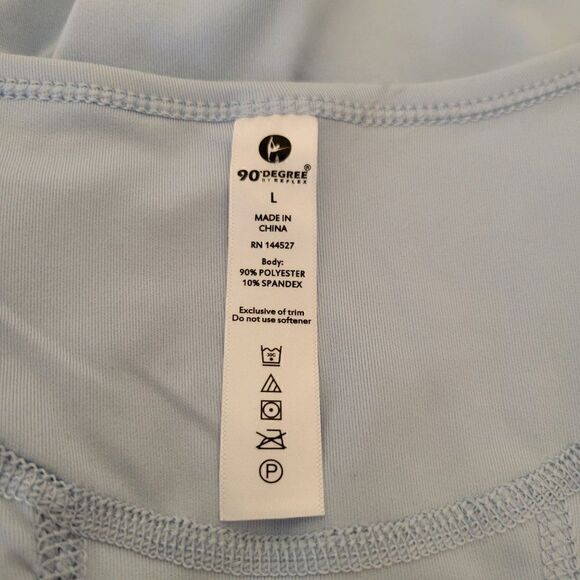 90°DEGREE®
BY REFLEX
L
MADE IN
CHINA
RN 144527
Body:
90% POLYESTER
10% SPANDEX
Exclusive of trim
Do not use softener
30C
P